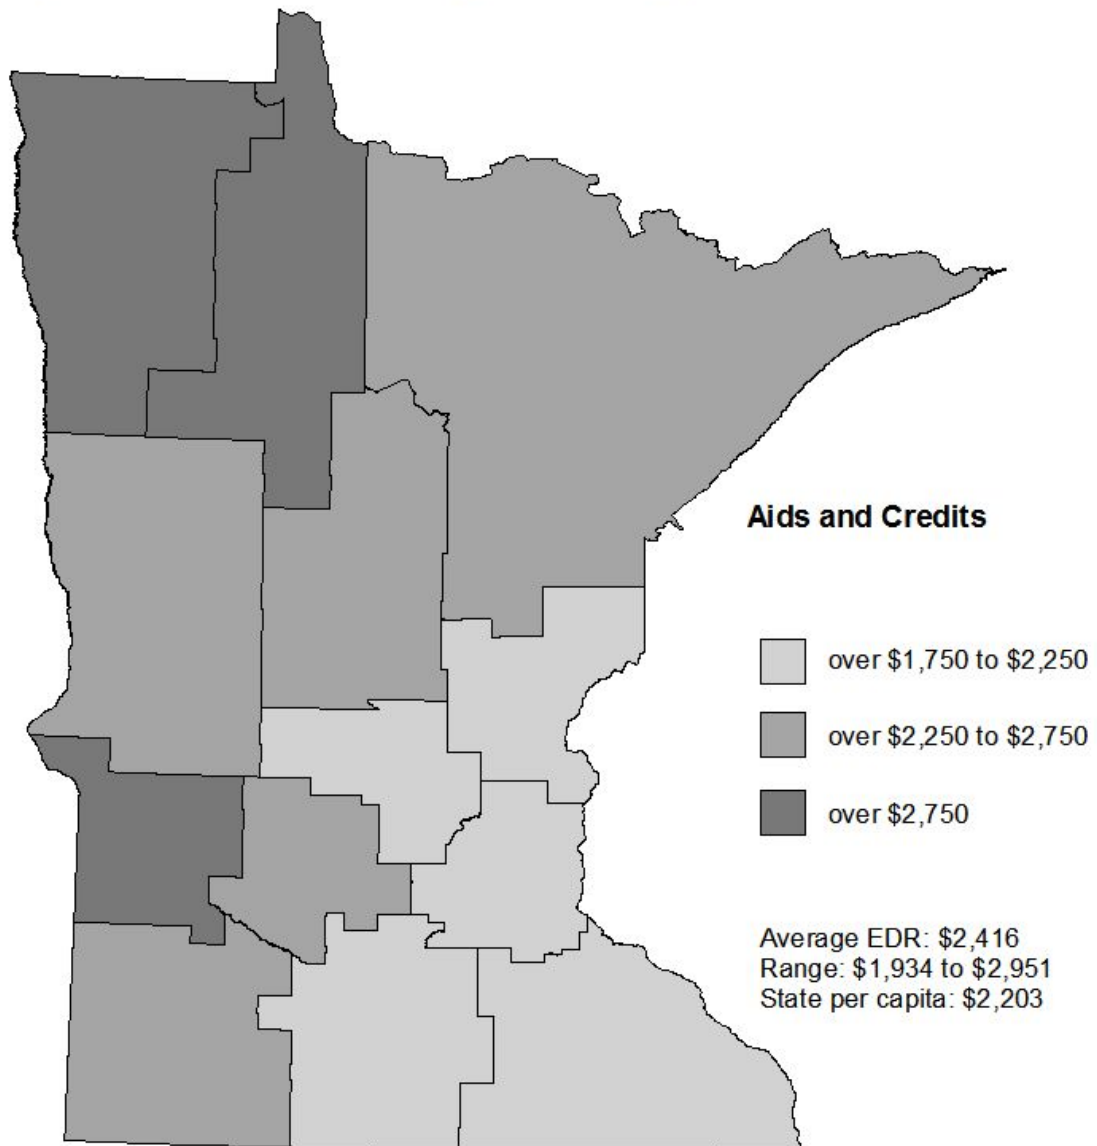 Aids and Credits
over $1,750 to $2,250
over $2,250 to $2,750
over $2,750
Average EDR: $2,416
Range: $1,934 to $2,951
State per capita: $2,203